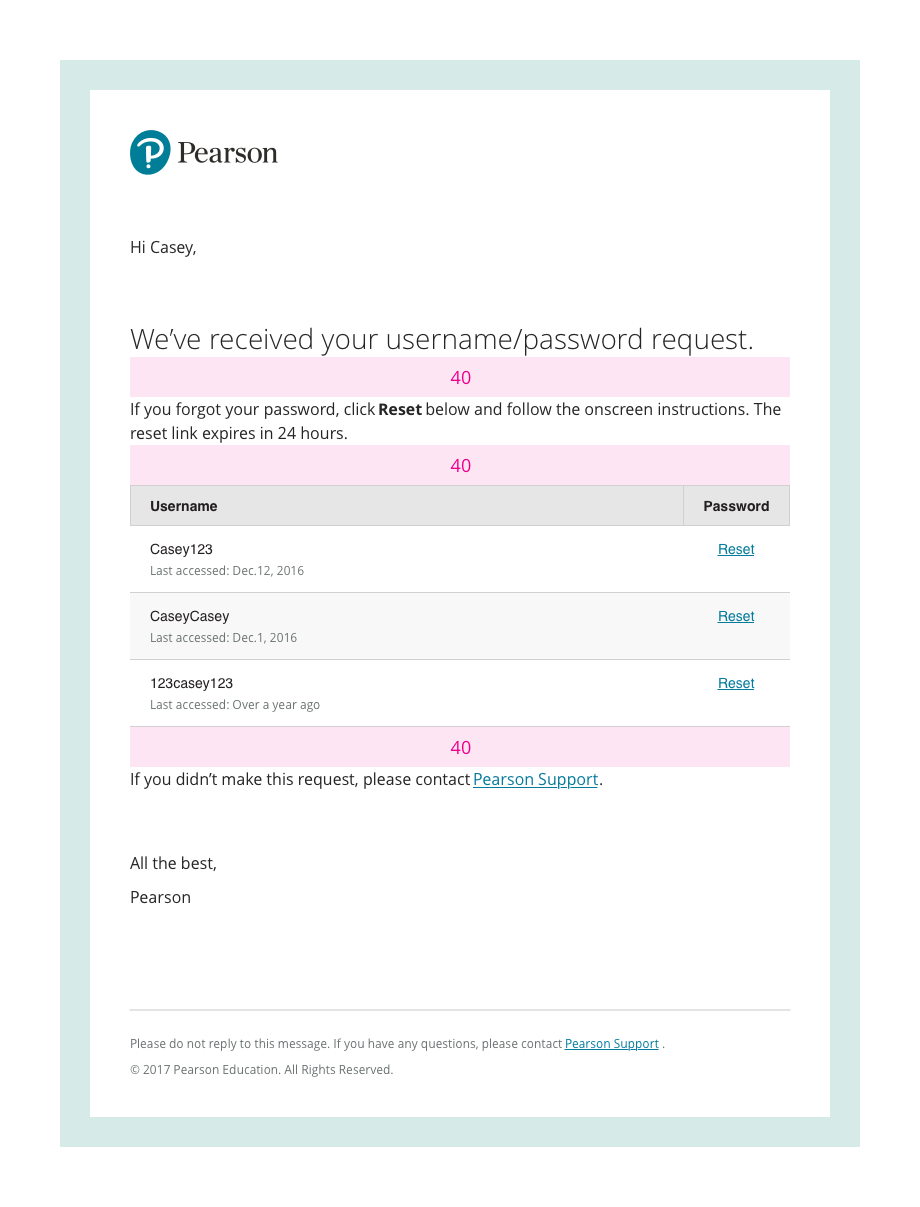 Pearson
Hi Casey,
We’ve received your username/password request.
40
If you forgot your password, click Reset below and follow the onscreen instructions. The
reset link expires in 24 hours.
40
Username Password
Casey123 Reset
Last accessed: Dec.12, 2016
CaseyCasey Reset
Last accessed: Dec.1, 2016
123casey123 Reset
Last accessed: Over a year ago
40
If you didn’t make this request, please contact Pearson Support.
All the best,
Pearson
Please do not reply to this message. If you have any questions, please contact Pearson Support .
© 2017 Pearson Education. All Rights Reserved.